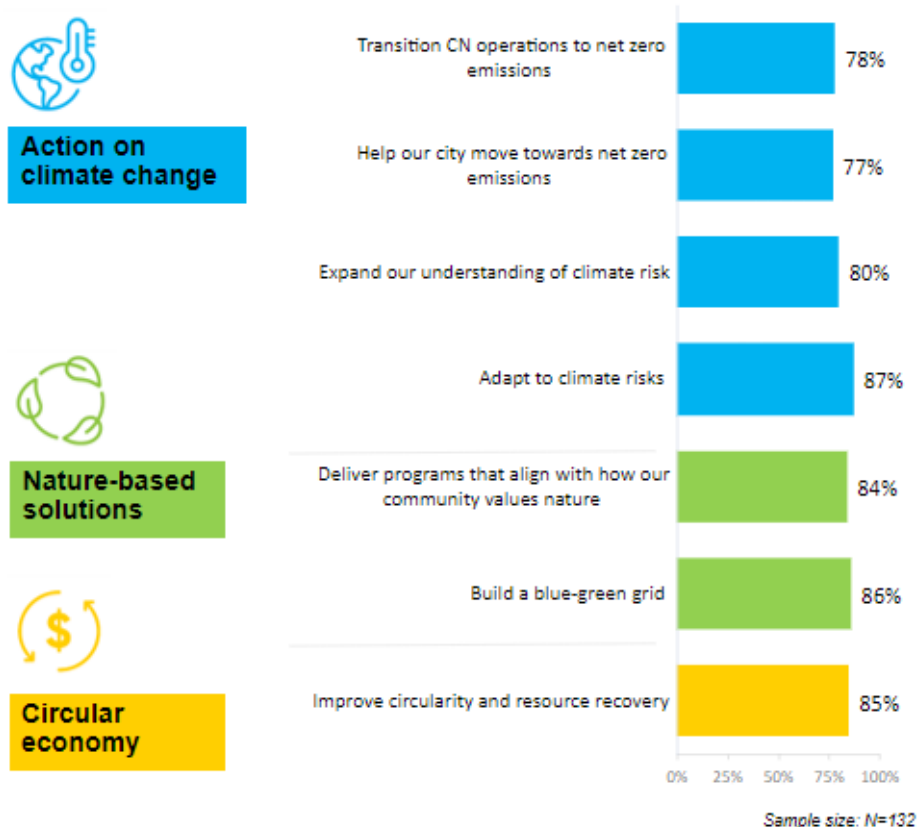 Transition CN operations to net zero
emissions
78%
Action on
climate change
Help our city move towards net zero
emissions
77%
Expand our understanding of climate risk
80%
Adapt to climate risks
87%
Nature-based
solutions
Deliver programs that align with how our
community values nature
84%
Build a blue-green grid
86%
$
Circular
economy
Improve circularity and resource recovery
85%
0% 25% 50% 75% 100%
Sample size: N=132